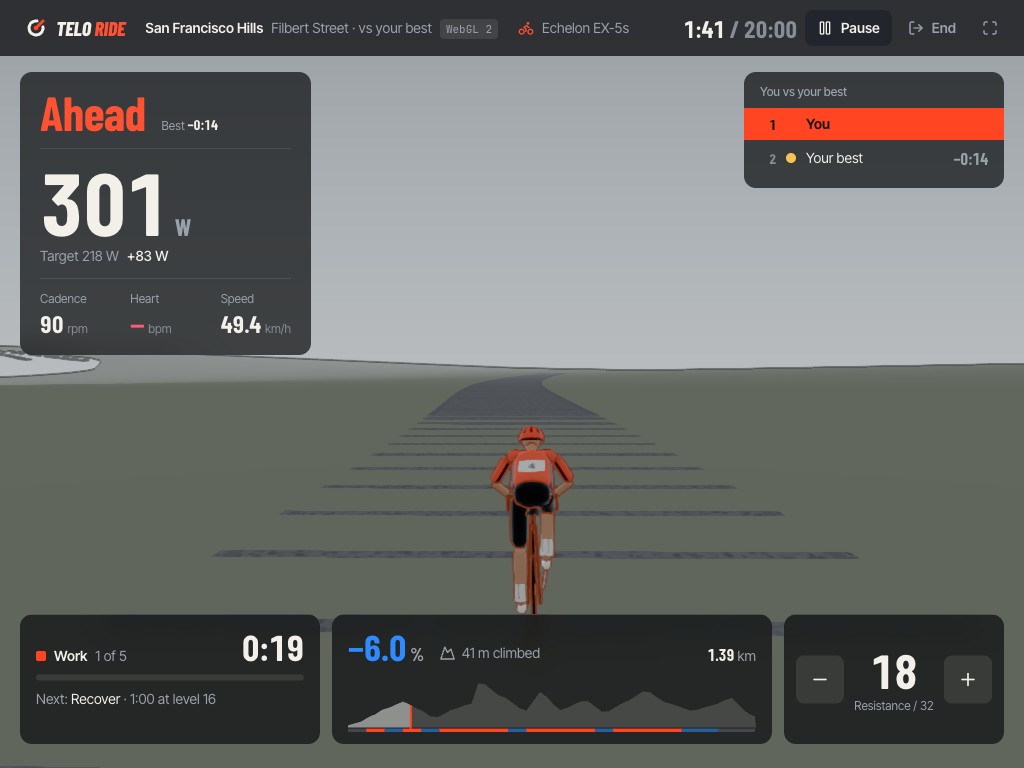 TELO RIDE San Francisco Hills Filbert Street · vs your best WebGL 2 Echelon EX-5s 1:41 / 20:00 Pause End
Ahead Best −0:14
301 W
Target 218 W +83 W
Cadence Heart Speed
90 rpm – bpm 49.4 km/h
You vs your best
1 You
2 Your best −0:14
4
Work 1 of 5 0:19
Next: Recover · 1:00 at level 16
−6.0 % 41 m climbed 1.39 km
− 18 +
Resistance / 32